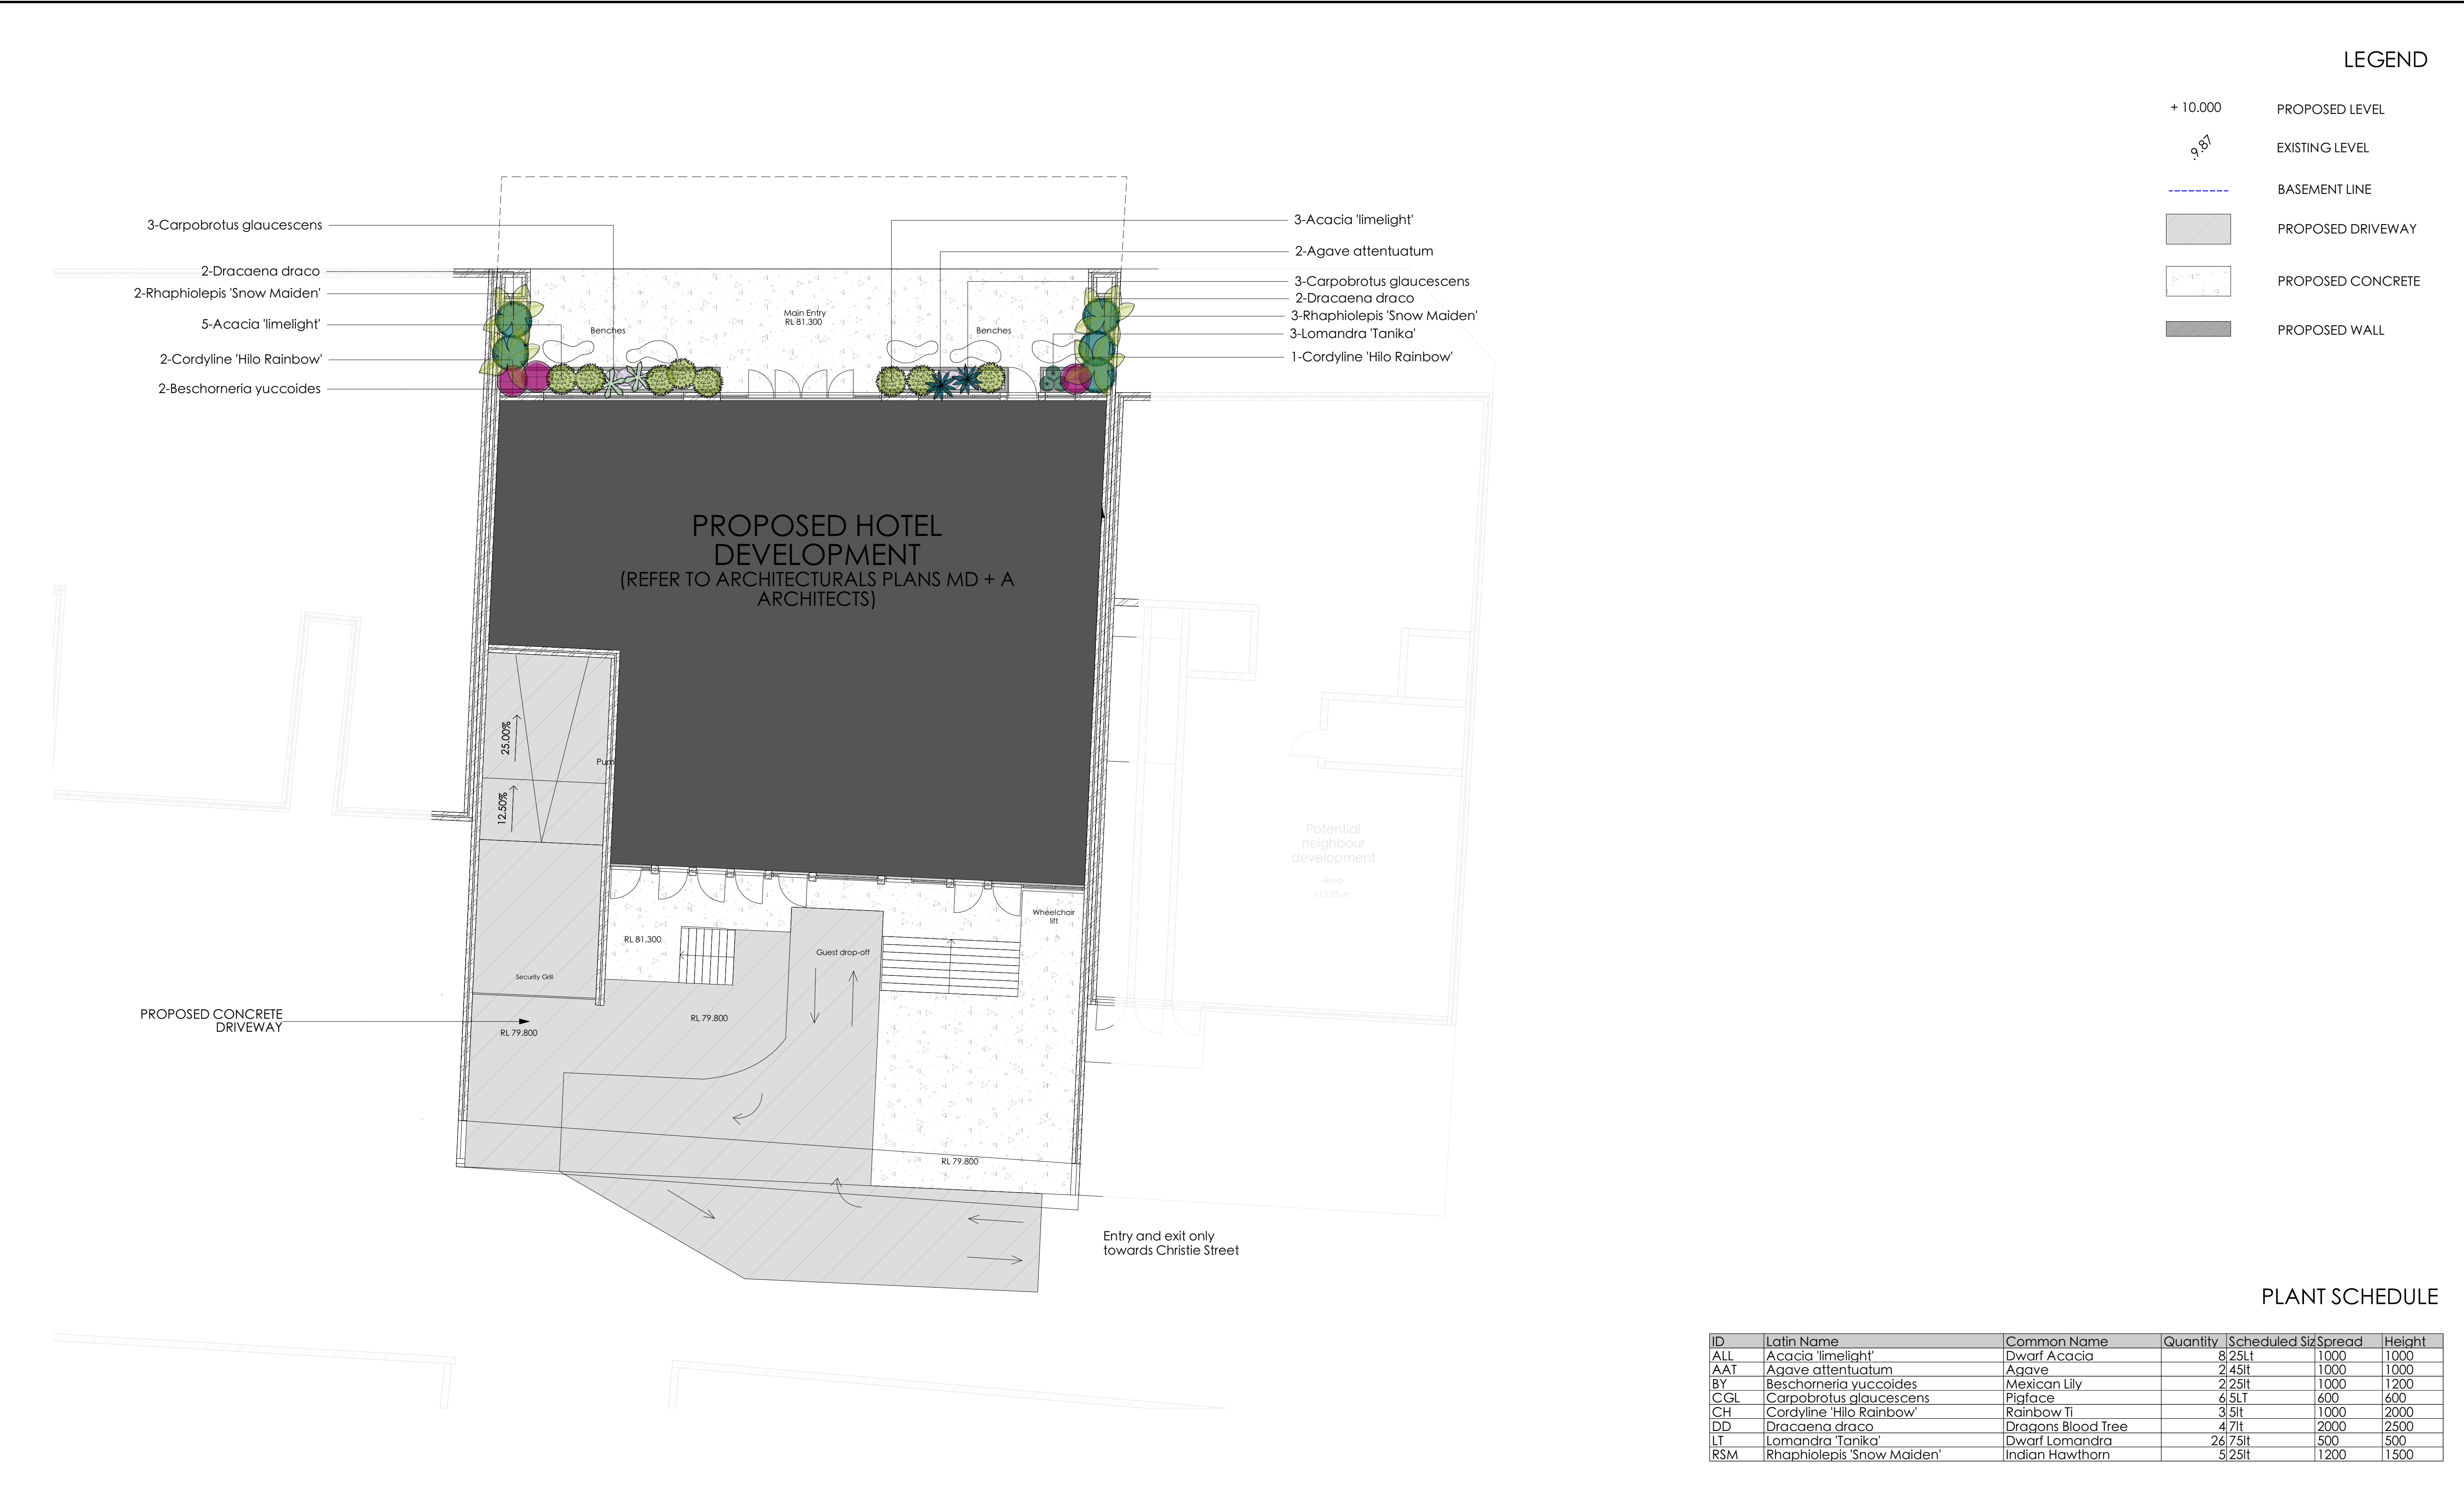 LEGEND
+ 10.000 PROPOSED LEVEL
.9.87 EXISTING LEVEL
BASEMENT LINE
PROPOSED DRIVEWAY
PROPOSED CONCRETE
PROPOSED WALL
3-Carpobrotus glaucescens
2-Dracaena draco
2-Rhaphiolepis 'Snow Maiden'
5-Acacia 'limelight'
2-Cordyline 'Hilo Rainbow'
2-Beschorneria yuccoides
3-Acacia 'limelight'
2-Agave attentuatum
3-Carpobrotus glaucescens
2-Dracaena draco
3-Rhaphiolepis 'Snow Maiden'
3-Lomandra 'Tanika'
1-Cordyline 'Hilo Rainbow'
Benches
Main Entry
RL 81.300
Benches
PROPOSED HOTEL
DEVELOPMENT
(REFER TO ARCHITECTURALS PLANS MD + A
ARCHITECTS)
25.00%
Pum
12.50%
Potential
neighbour
development
Area
173.25 m
Wheelchair
lift
RL 81.300
Guest drop-off
Security Grill
PROPOSED CONCRETE
DRIVEWAY
RL 79.800
RL 79.800
RL 79.800
Entry and exit only
towards Christie Street
PLANT SCHEDULE
ID Latin Name Common Name Quantity Scheduled Siz Spread Height
ALL Acacia 'limelight' Dwarf Acacia 8 25Lt 1000 1000
AAT Agave attentuatum Agave 2 45lt 1000 1000
BY Beschorneria yuccoides Mexican Lily 2 25lt 1000 1200
CGL Carpobrotus glaucescens Pigface 6 5LT 600 600
CH Cordyline 'Hilo Rainbow' Rainbow Ti 3 5lt 1000 2000
DD Dracaena draco Dragons Blood Tree 4 7lt 2000 2500
LT Lomandra 'Tanika' Dwarf Lomandra 26 75lt 500 500
RSM Rhaphiolepis 'Snow Maiden' Indian Hawthorn 5 25lt 1200 1500